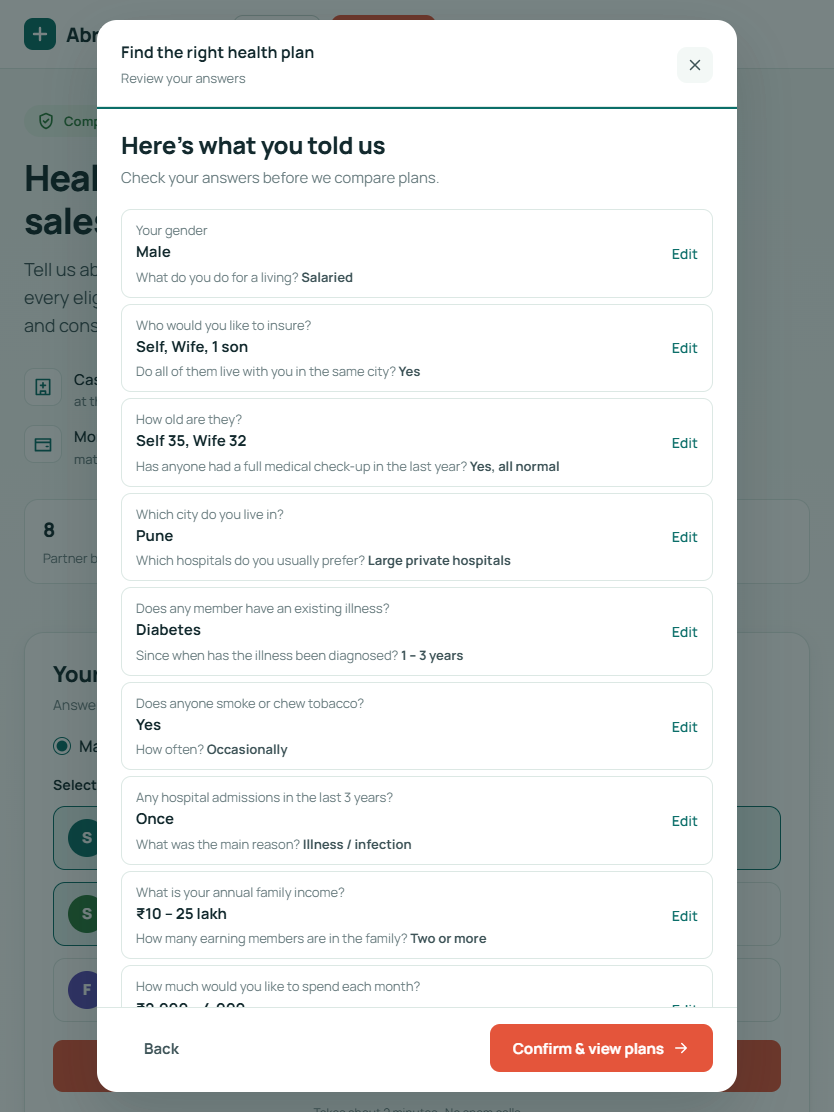 Find the right health plan
Review your answers
Here's what you told us
Check your answers before we compare plans.
Your gender
Male
Edit
What do you do for a living? Salaried
Who would you like to insure?
Self, Wife, 1 son
Edit
Do all of them live with you in the same city? Yes
How old are they?
Self 35, Wife 32
Edit
Has anyone had a full medical check-up in the last year? Yes, all normal
Which city do you live in?
Pune
Edit
Which hospitals do you usually prefer? Large private hospitals
Does any member have an existing illness?
Diabetes
Edit
Since when has the illness been diagnosed? 1 – 3 years
Does anyone smoke or chew tobacco?
Yes
Edit
How often? Occasionally
Any hospital admissions in the last 3 years?
Once
Edit
What was the main reason? Illness / infection
What is your annual family income?
₹10 – 25 lakh
Edit
How many earning members are in the family? Two or more
How much would you like to spend each month?
Back
Confirm & view plans
Tell us
and
8
Partner
Your
S
S
F